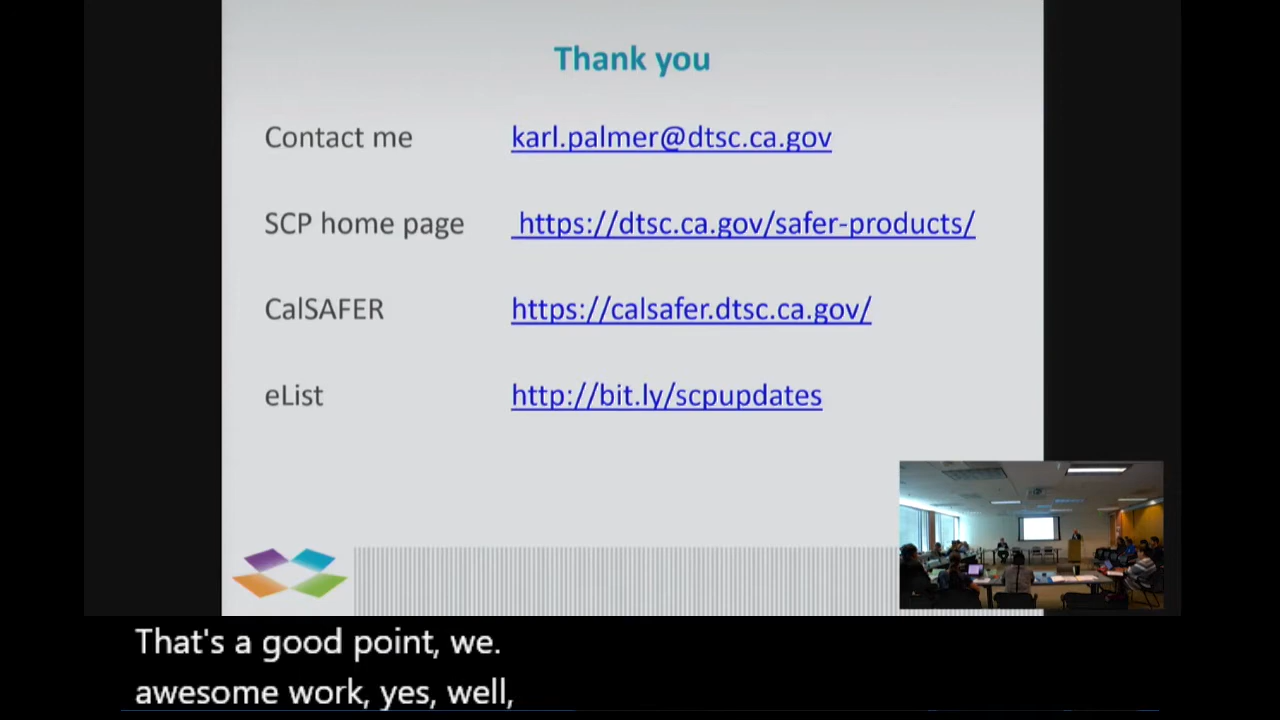 Thank you
Contact me karl.palmer@dtsc.ca.gov
SCP home page https://dtsc.ca.gov/safer-products/
CalSAFER https://calsafer.dtsc.ca.gov/
eList http://bit.ly/scpupdates
That's a good point, we.
awesome work, yes, well,